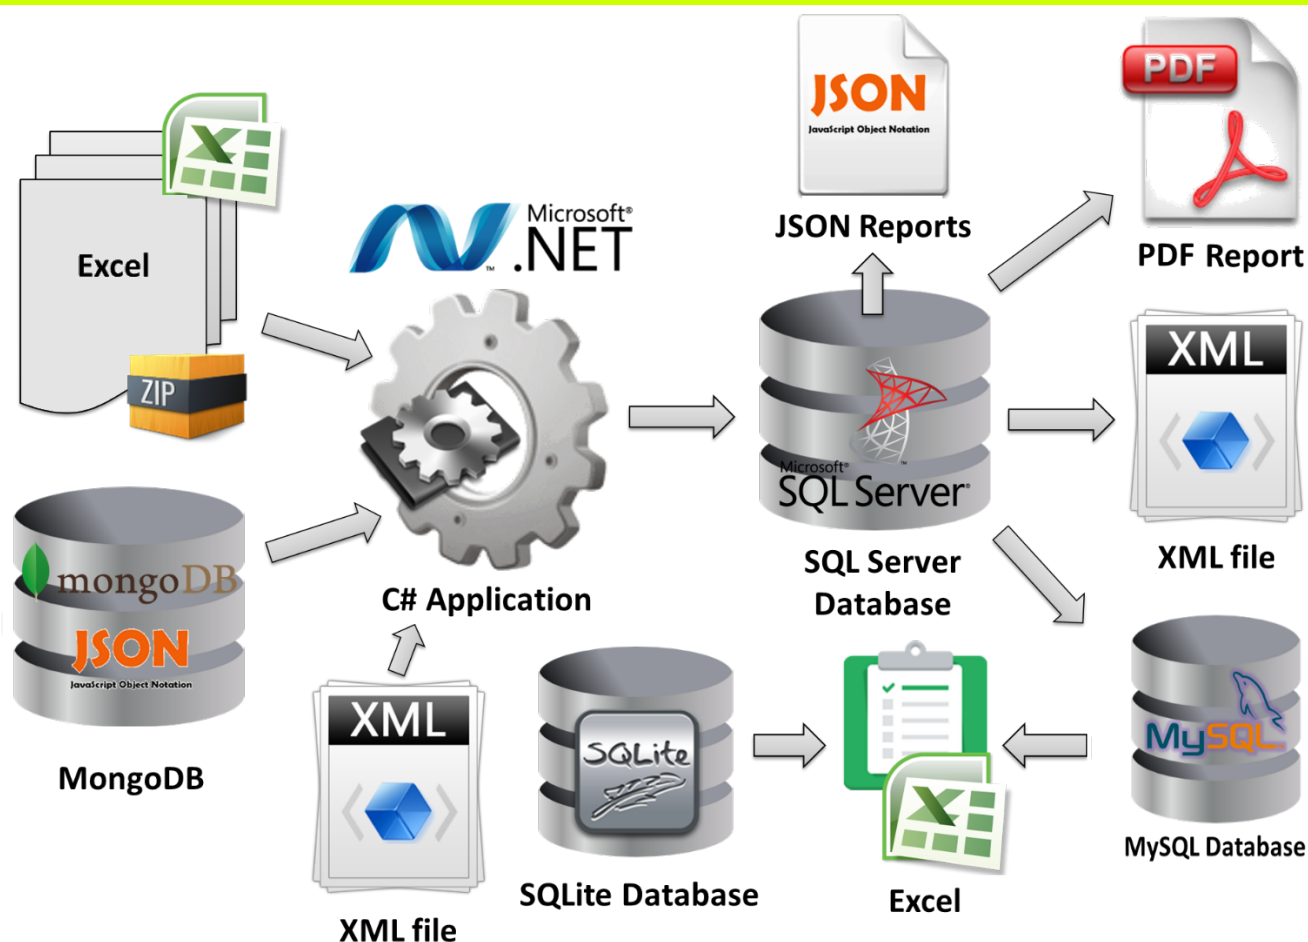 Excel
ZIP
Microsoft®
.NET
™
JSON
JavaScript Object Notation
JSON Reports
PDF
PDF Report
C# Application
Microsoft®
SQL Server®
™
SQL Server
Database
XML
XML file
mongoDB
JSON
JavaScript Object Notation
MongoDB
XML
XML file
SQLite
SQLite Database
Excel
MySQL
MySQL Database